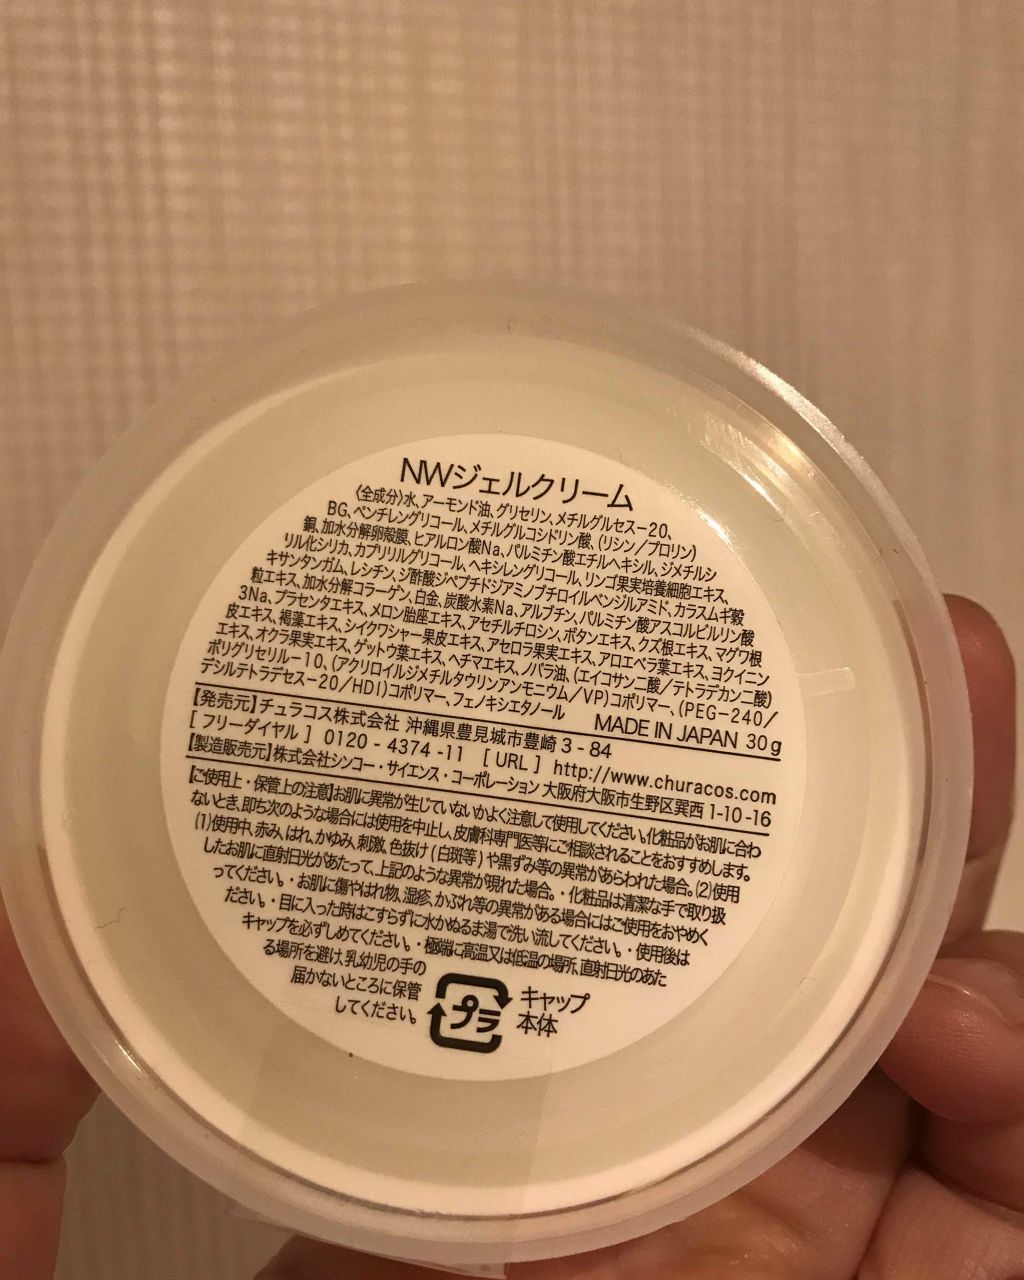 NWジェルクリーム
〈全成分〉水、アーモンド油、グリセリン、メチルグルセス−20、
BG、ペンチレングリコール、メチルグルコシドリン酸、(リシン／プロリン)
銅、加水分解卵殻膜、ヒアルロン酸Na、パルミチン酸エチルヘキシル、ジメチルシ
リル化シリカ、カプリリルグリコール、ヘキシレングリコール、リンゴ果実培養細胞エキス、
キサンタンガム、レシチン、ジ酢酸ジペプチドジアミノブチロイルベンジルアミド、カラスムギ穀
粒エキス、加水分解コラーゲン、白金、炭酸水素Na、アルブチン、パルミチン酸アスコルビルリン酸
3Na、プラセンタエキス、メロン胎座エキス、アセチルチロシン、ボタンエキス、クズ根エキス、マグワ根
皮エキス、褐藻エキス、シイクワシャー果皮エキス、アセロラ果実エキス、アロエベラ葉エキス、ヨクイニン
エキス、オクラ果実エキス、ゲットウ葉エキス、ヘチマエキス、ノバラ油、(エイコサン二酸／テトラデカン二酸)
ポリグリセリル−10、(アクリロイルジメチルタウリンアンモニウム／VP)コポリマー、(PEG-240／
デシルテトラデセス−20／HDI)コポリマー、フェノキシエタノール MADE IN JAPAN 30g
【発売元】チュラコス株式会社 沖縄県豊見城市豊崎 3 - 84
[ フリーダイヤル ] 0120 - 4374 -11 [ URL ] http://www.churacos.com
【製造販売元】株式会社シンコー・サイエンス・コーポレーション 大阪府大阪市生野区巽西 1-10-16
【ご使用上・保管上の注意】お肌に異常が生じていないかよく注意して使用してください。化粧品がお肌に合わ
ないとき、即ち次のような場合には使用を中止し、皮膚科専門医等にご相談されることをおすすめします。
(1)使用中、赤み、はれ、かゆみ、刺激、色抜け(白斑等)や黒ずみ等の異常があらわれた場合。(2)使用
したお肌に直射日光があたって、上記のような異常が現れた場合。・化粧品は清潔な手で取り扱
ってください。・お肌に傷やはれ物、湿疹、かぶれ等の異常がある場合にはご使用をおやめく
ださい。・目に入った時はこすらずに水かぬるま湯で洗い流してください。・使用後は
キャップを必ずしめてください。・極端に高温又は低温の場所、直射日光のあた
る場所を避け、乳幼児の手の
届かないところに保管
してください。
プラ
キャップ
本体